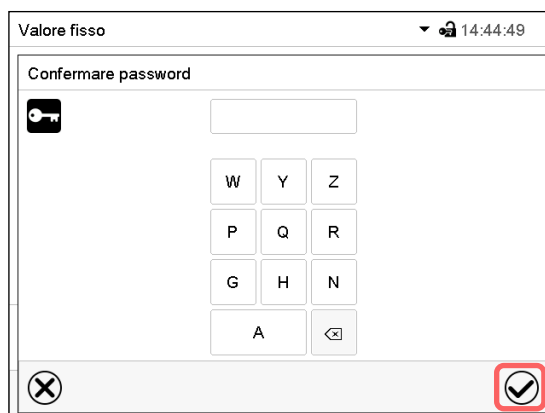 Valore fisso 14:44:49
Confermare password
W Y Z
P Q R
G H N
A